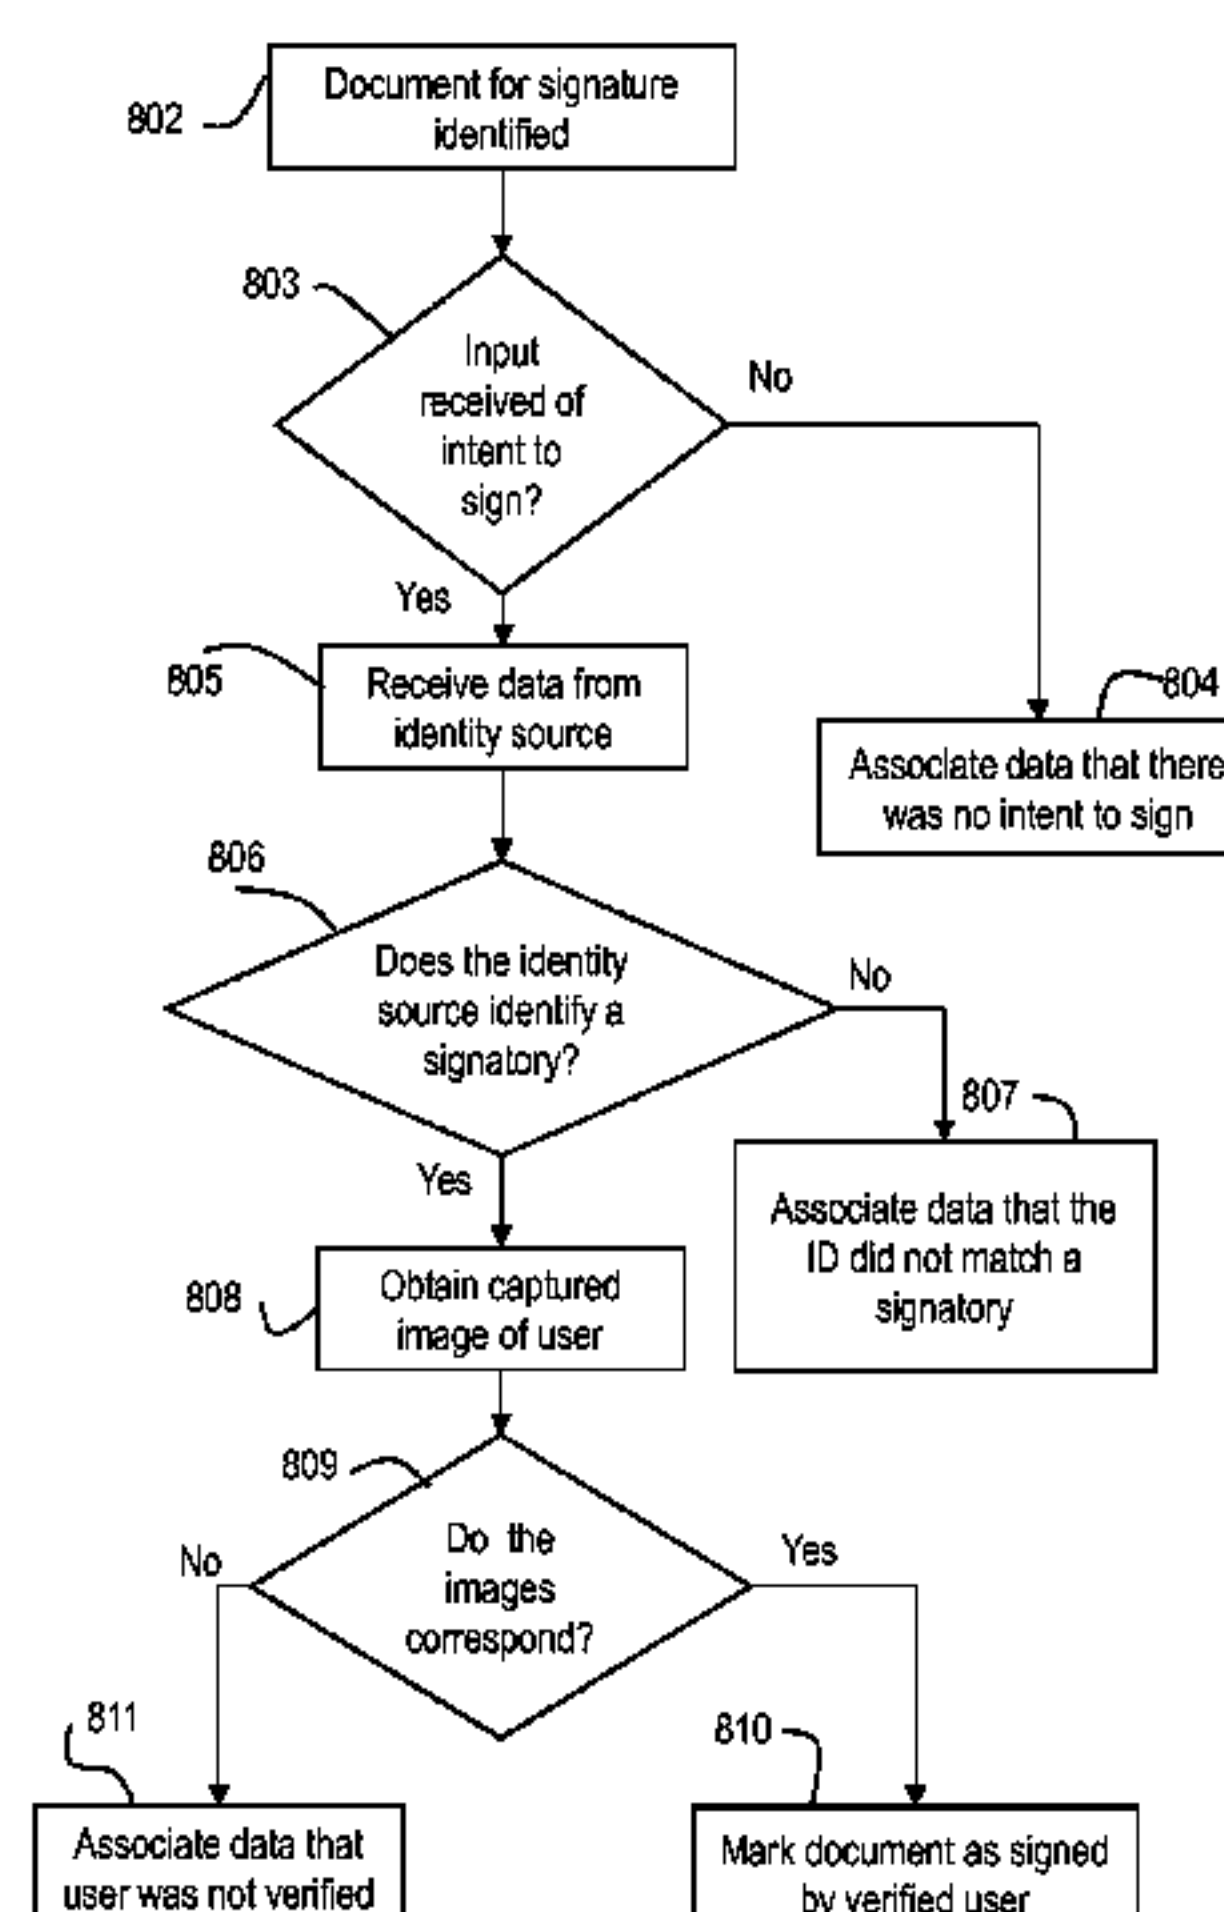 802
Document for signature
identified
803
Input
received of
intent to
sign?
No
Yes
805
Receive data from
identity source
804
Associate data that there
was no intent to sign
806
Does the identity
source identify a
signatory?
No
Yes
807
Associate data that the
ID did not match a
signatory
808
Obtain captured
image of user
809
Do the
images
correspond?
No
Yes
811
Associate data that
user was not verified
810
Mark document as signed
by verified user